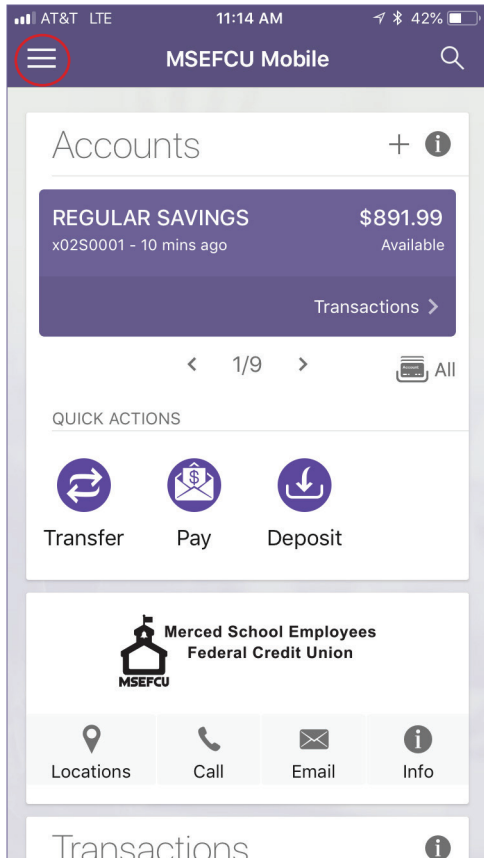 AT&T LTE 11:14 AM 42%
MSEFCU Mobile
Accounts
REGULAR SAVINGS $891.99
x02S0001 - 10 mins ago Available
Transactions >
< 1/9 > All
QUICK ACTIONS
$
Transfer Pay Deposit
Merced School Employees
Federal Credit Union
MSEFCU
Locations Call Email Info
Transactions